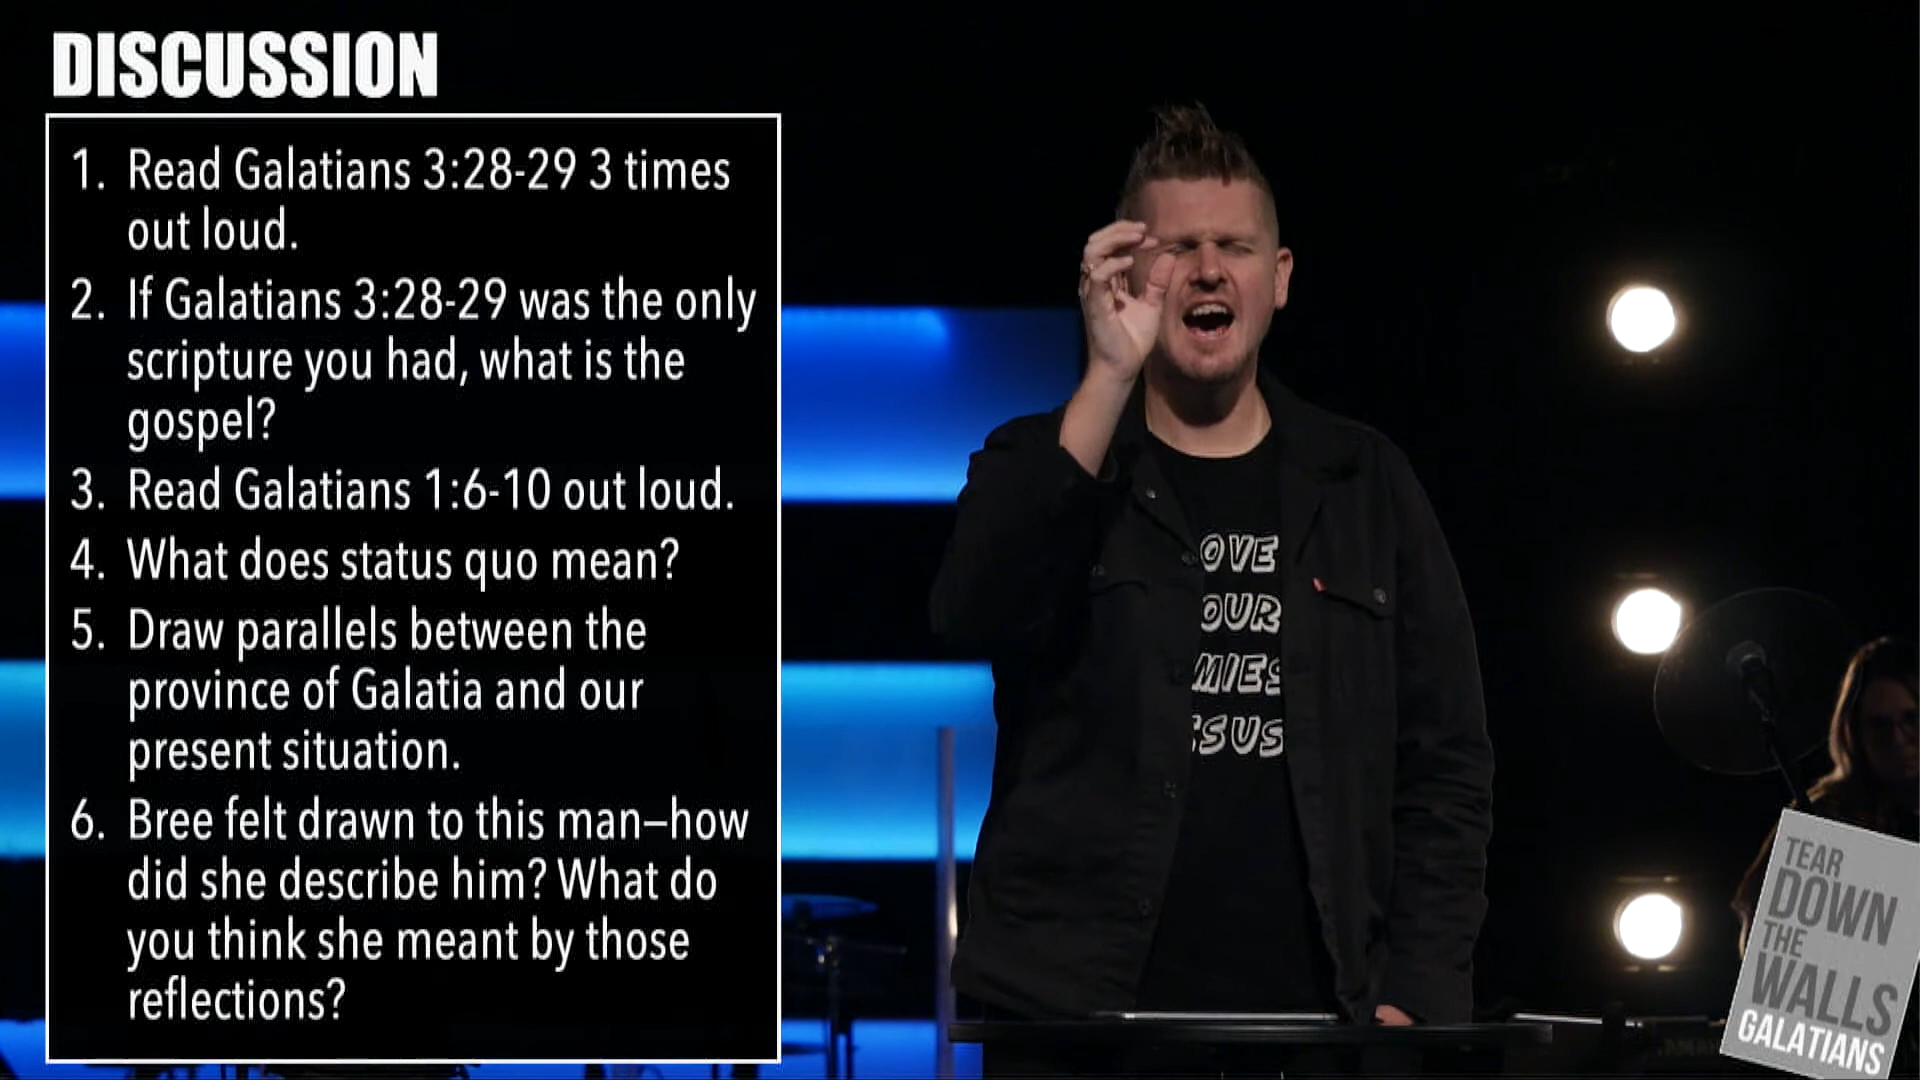 DISCUSSION
1. Read Galatians 3:28-29 3 times
out loud.
2. If Galatians 3:28-29 was the only
scripture you had, what is the
gospel?
3. Read Galatians 1:6-10 out loud.
4. What does status quo mean?
5. Draw parallels between the
province of Galatia and our
present situation.
6. Bree felt drawn to this man–how
did she describe him? What do
you think she meant by those
reflections?
OVE
OUR
MIES
SUS
TEAR
DOWN
THE
WALLS
GALATIANS